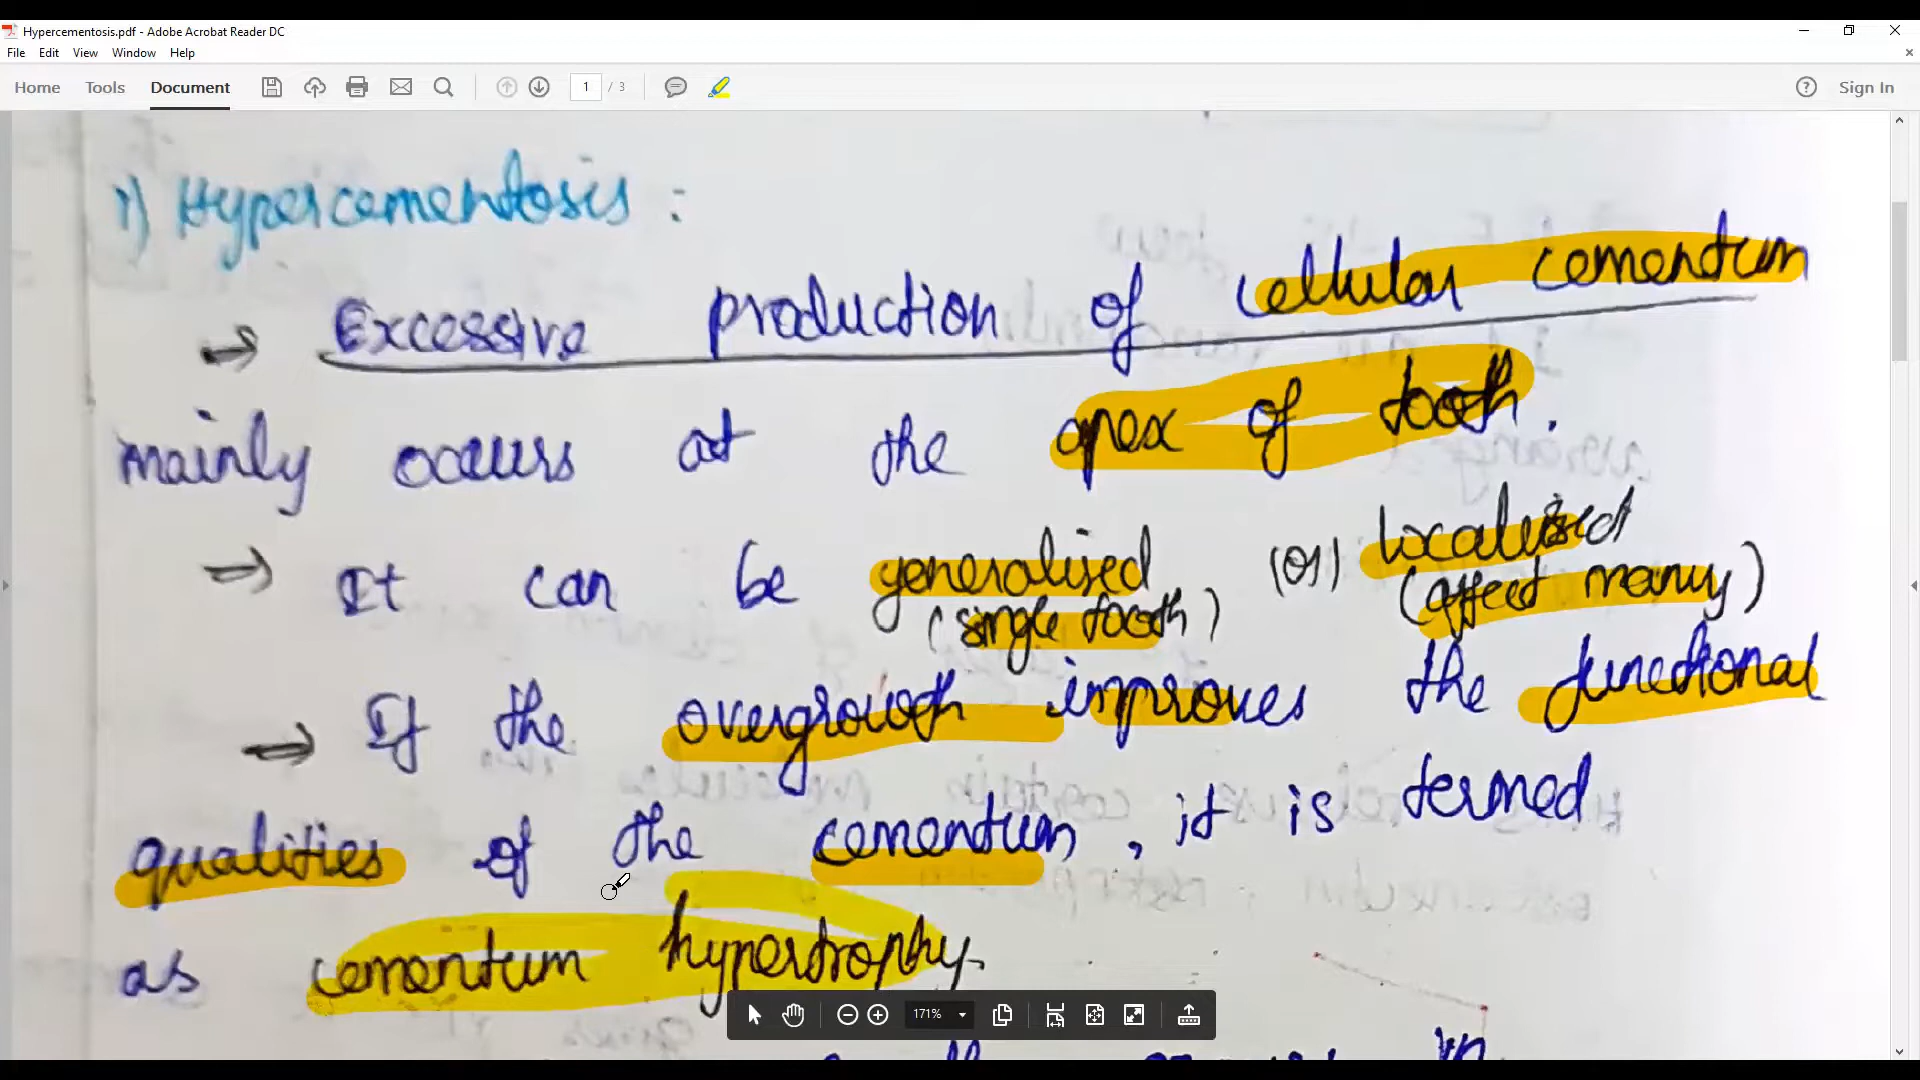 Hypercementosis.pdf - Adobe Acrobat Reader DC
File Edit View Window Help
Home Tools Document 1 / 3 Sign In
1) Hypercementosis :
→ Excessive production of cellular cementum
mainly occurs at the apex of tooth.
→ It can be generalised (or) localised
(single tooth) (affect many)
→ If the overgrowth improves the functional
qualities of the cementum, it is termed
as cementum hypertrophy.
171%